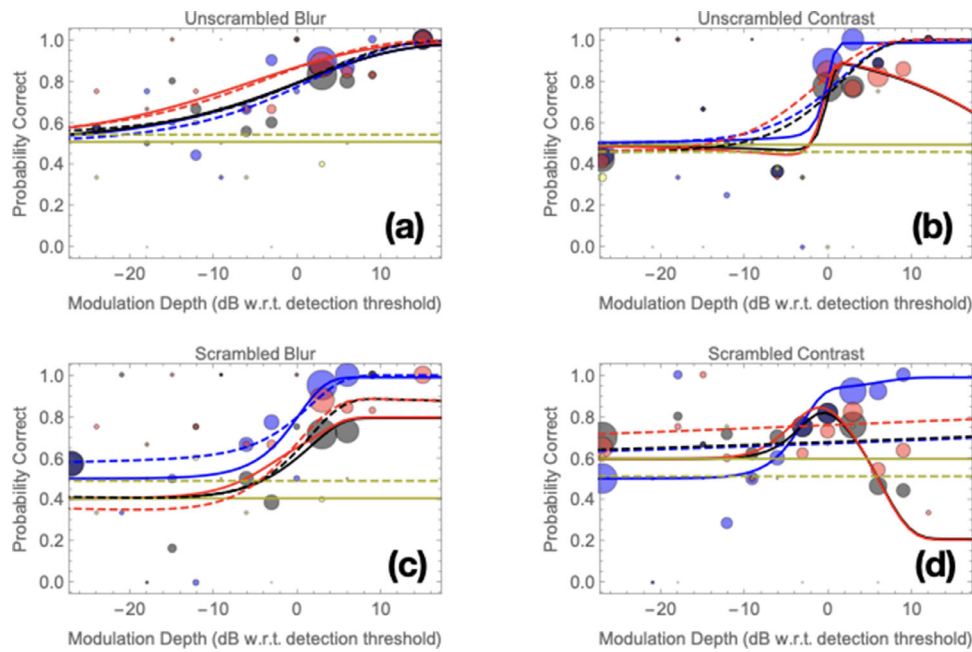 Unscrambled Blur
Unscrambled Contrast
1.0
0.8
0.6
0.4
0.2
0.0
Probability Correct
(a)
−20
−10
0
10
Modulation Depth (dB w.r.t. detection threshold)
1.0
0.8
0.6
0.4
0.2
0.0
Probability Correct
(b)
−20
−10
0
10
Modulation Depth (dB w.r.t. detection threshold)
Scrambled Blur
Scrambled Contrast
1.0
0.8
0.6
0.4
0.2
0.0
Probability Correct
(c)
−20
−10
0
10
Modulation Depth (dB w.r.t. detection threshold)
1.0
0.8
0.6
0.4
0.2
0.0
Probability Correct
(d)
−20
−10
0
10
Modulation Depth (dB w.r.t. detection threshold)